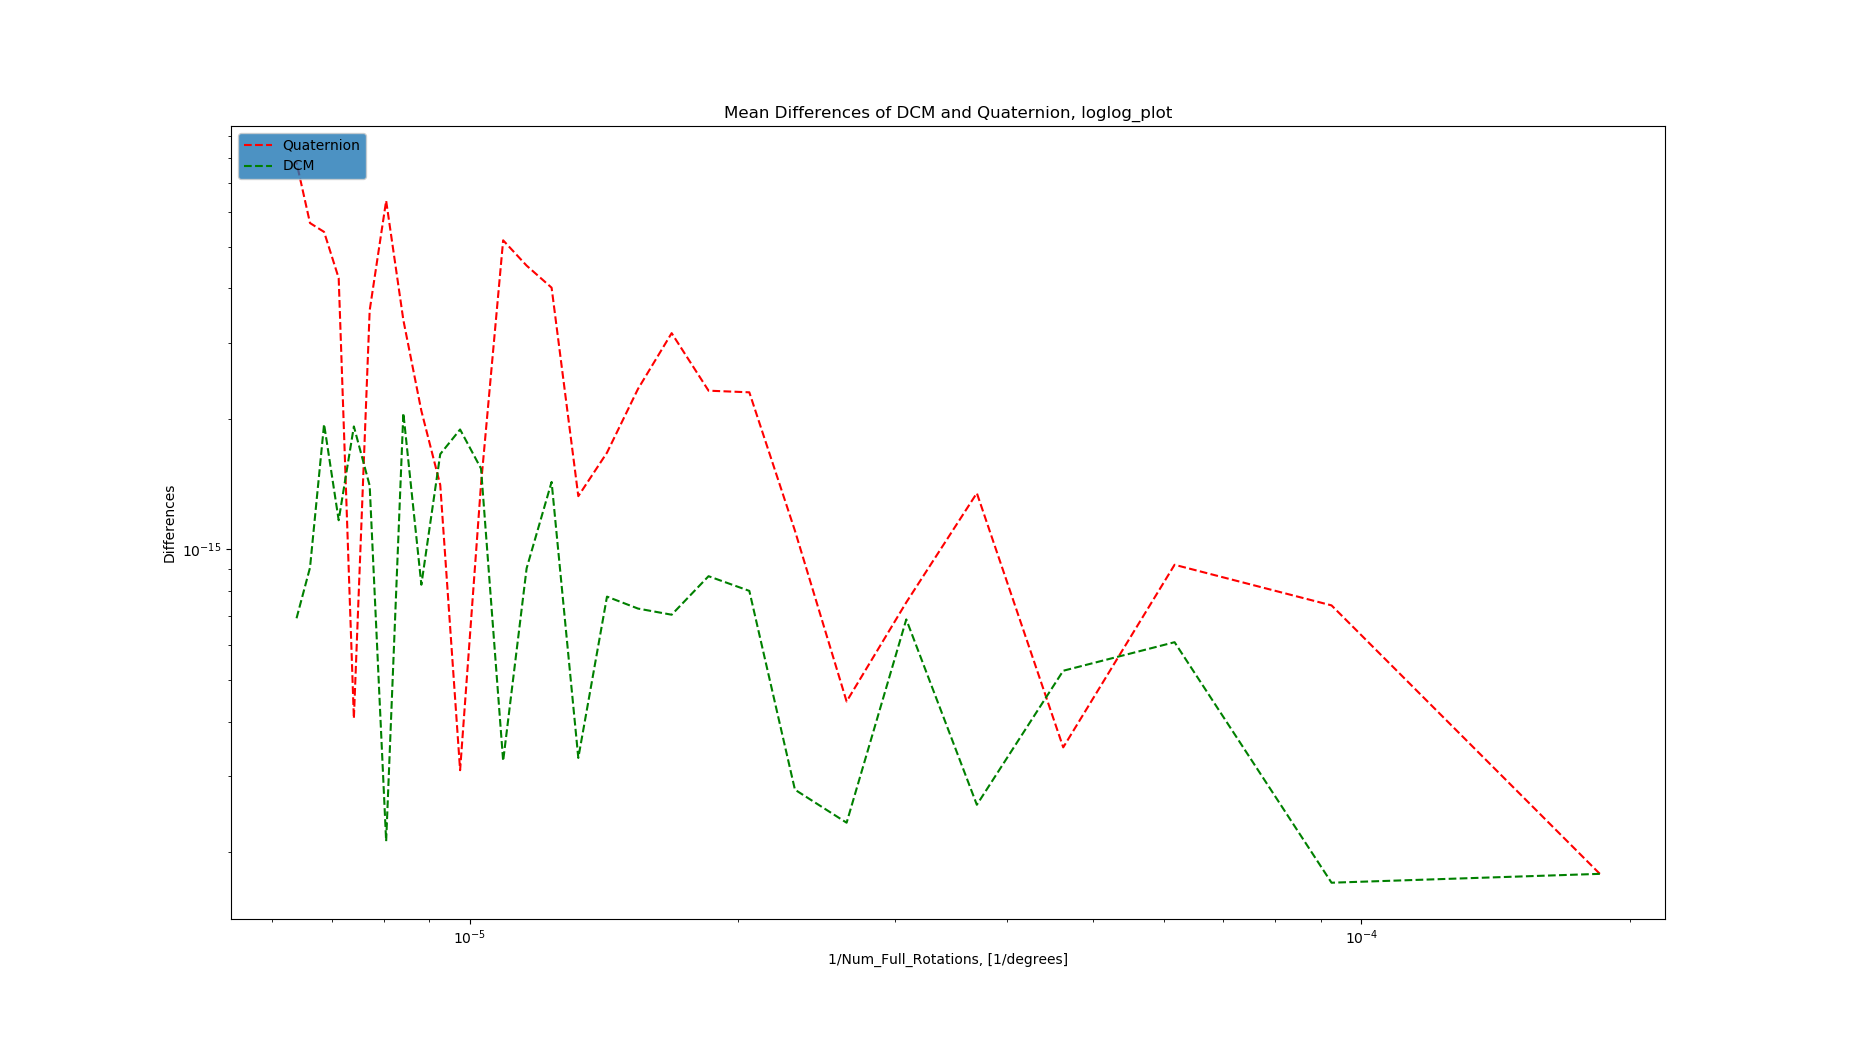 Mean Differences of DCM and Quaternion, loglog_plot
Quaternion
DCM
Differences
10⁻¹⁵
10⁻⁵
10⁻⁴
1/Num_Full_Rotations, [1/degrees]